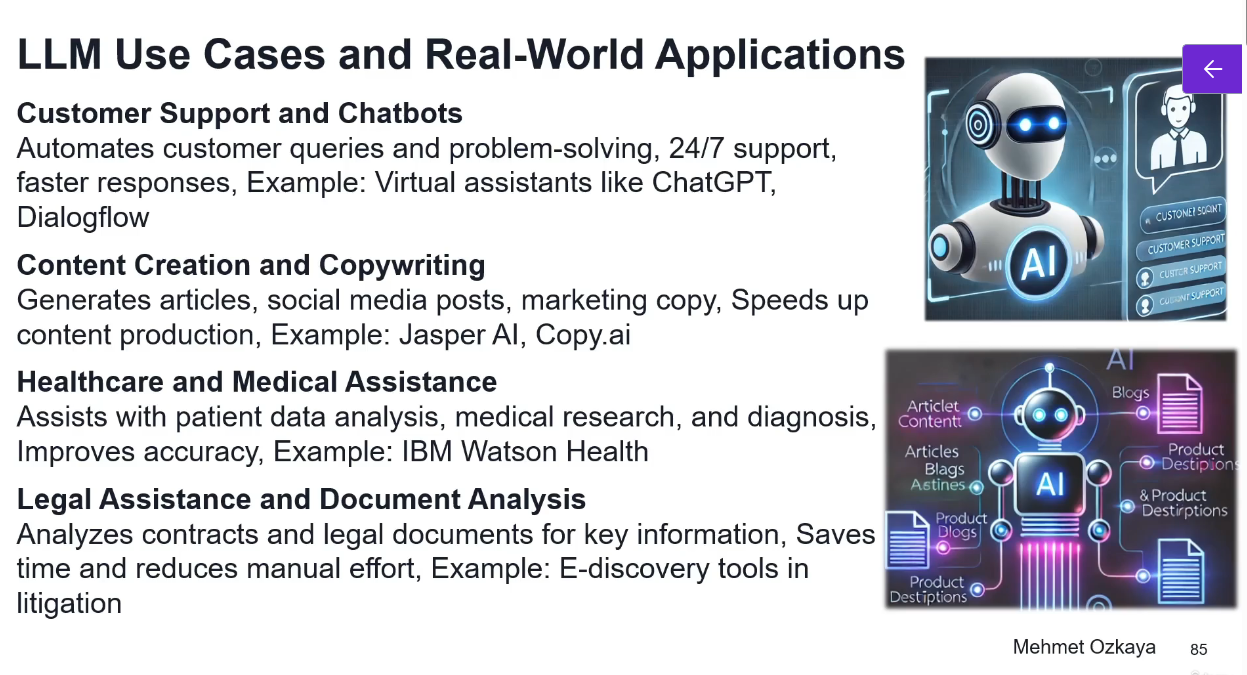 LLM Use Cases and Real-World Applications
Customer Support and Chatbots
Automates customer queries and problem-solving, 24/7 support,
faster responses, Example: Virtual assistants like ChatGPT,
Dialogflow
Content Creation and Copywriting
Generates articles, social media posts, marketing copy, Speeds up
content production, Example: Jasper AI, Copy.ai
Healthcare and Medical Assistance
Assists with patient data analysis, medical research, and diagnosis,
Improves accuracy, Example: IBM Watson Health
Legal Assistance and Document Analysis
Analyzes contracts and legal documents for key information, Saves
time and reduces manual effort, Example: E-discovery tools in
litigation
AI
CUSTOMER
CUSTOMER SUPPORT
SUPPORT
SUPPORT
AI
Articlet
Contenti
Articles
Blags
Astines
Product
Dlogs
Product
Destiptions
AI
Blogs
Product
Destipions
& Product
Destirptions
Mehmet Ozkaya
85